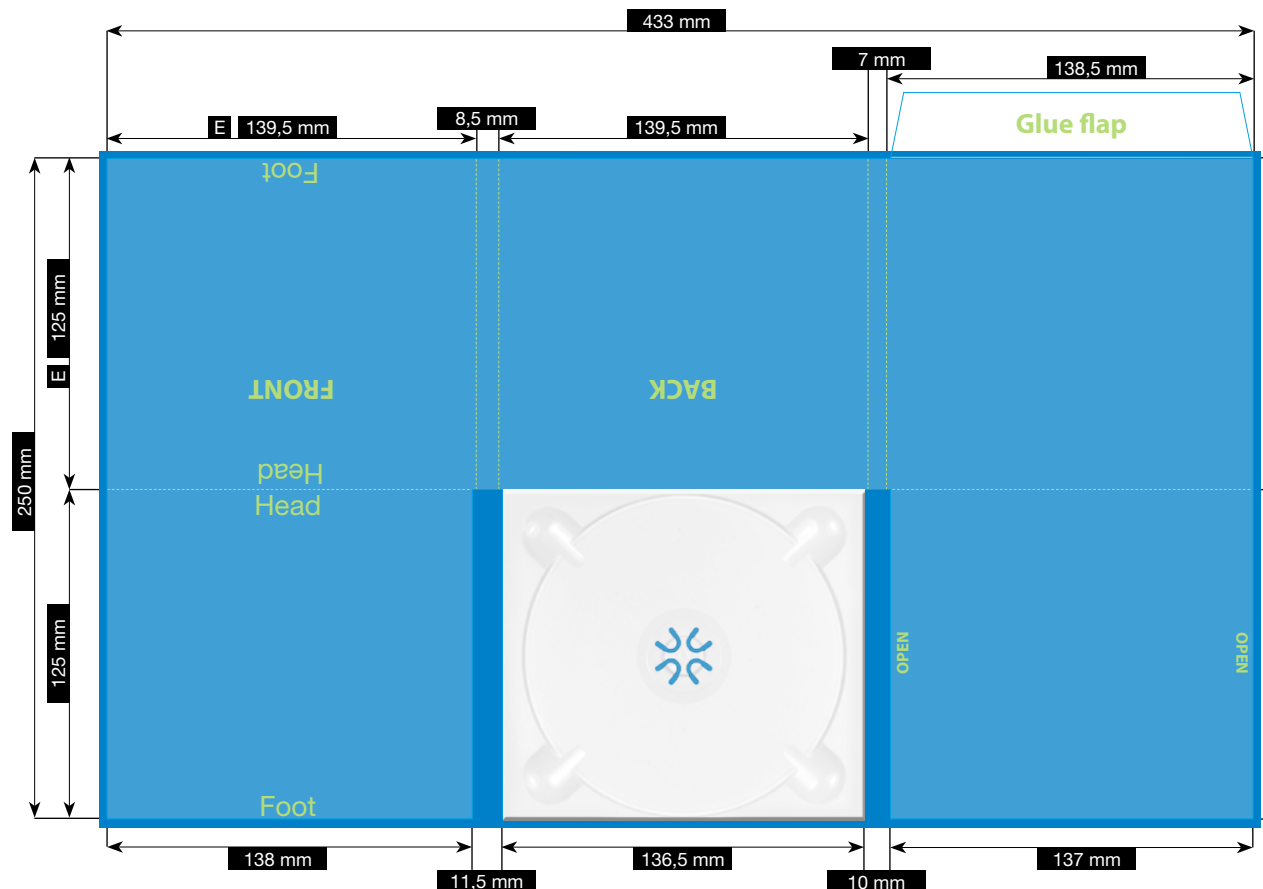 433 mm
7 mm
138,5 mm
8,5 mm
E 139,5 mm
139,5 mm
Glue flap
Foot
125 mm
E
FRONT
BACK
250 mm
Head
Head
125 mm
OPEN
OPEN
Foot
138 mm
136,5 mm
137 mm
11,5 mm
10 mm